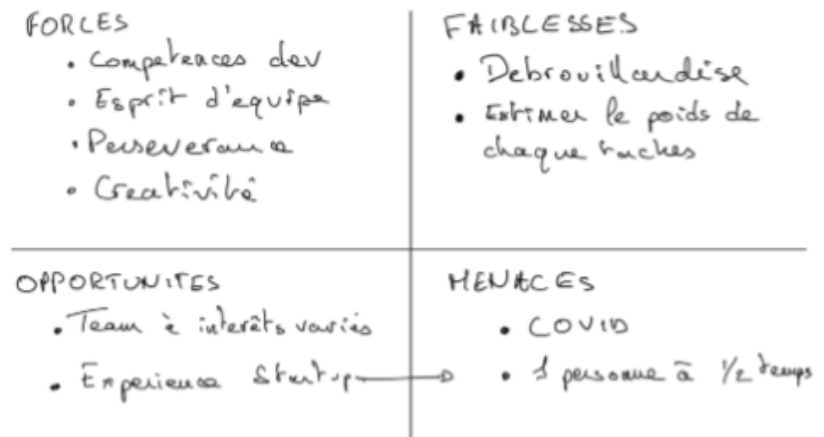 FORCES
• Competences dev
• Esprit d'equipe
• Perseverance
• Creativité
FAIBLESSES
• Debrouillardise
• Estimer le poids de
chaque taches
OPPORTUNITES
• Team à interêts variés
• Experience Startup
MENACES
• COVID
• 1 personne à 1/2 temps